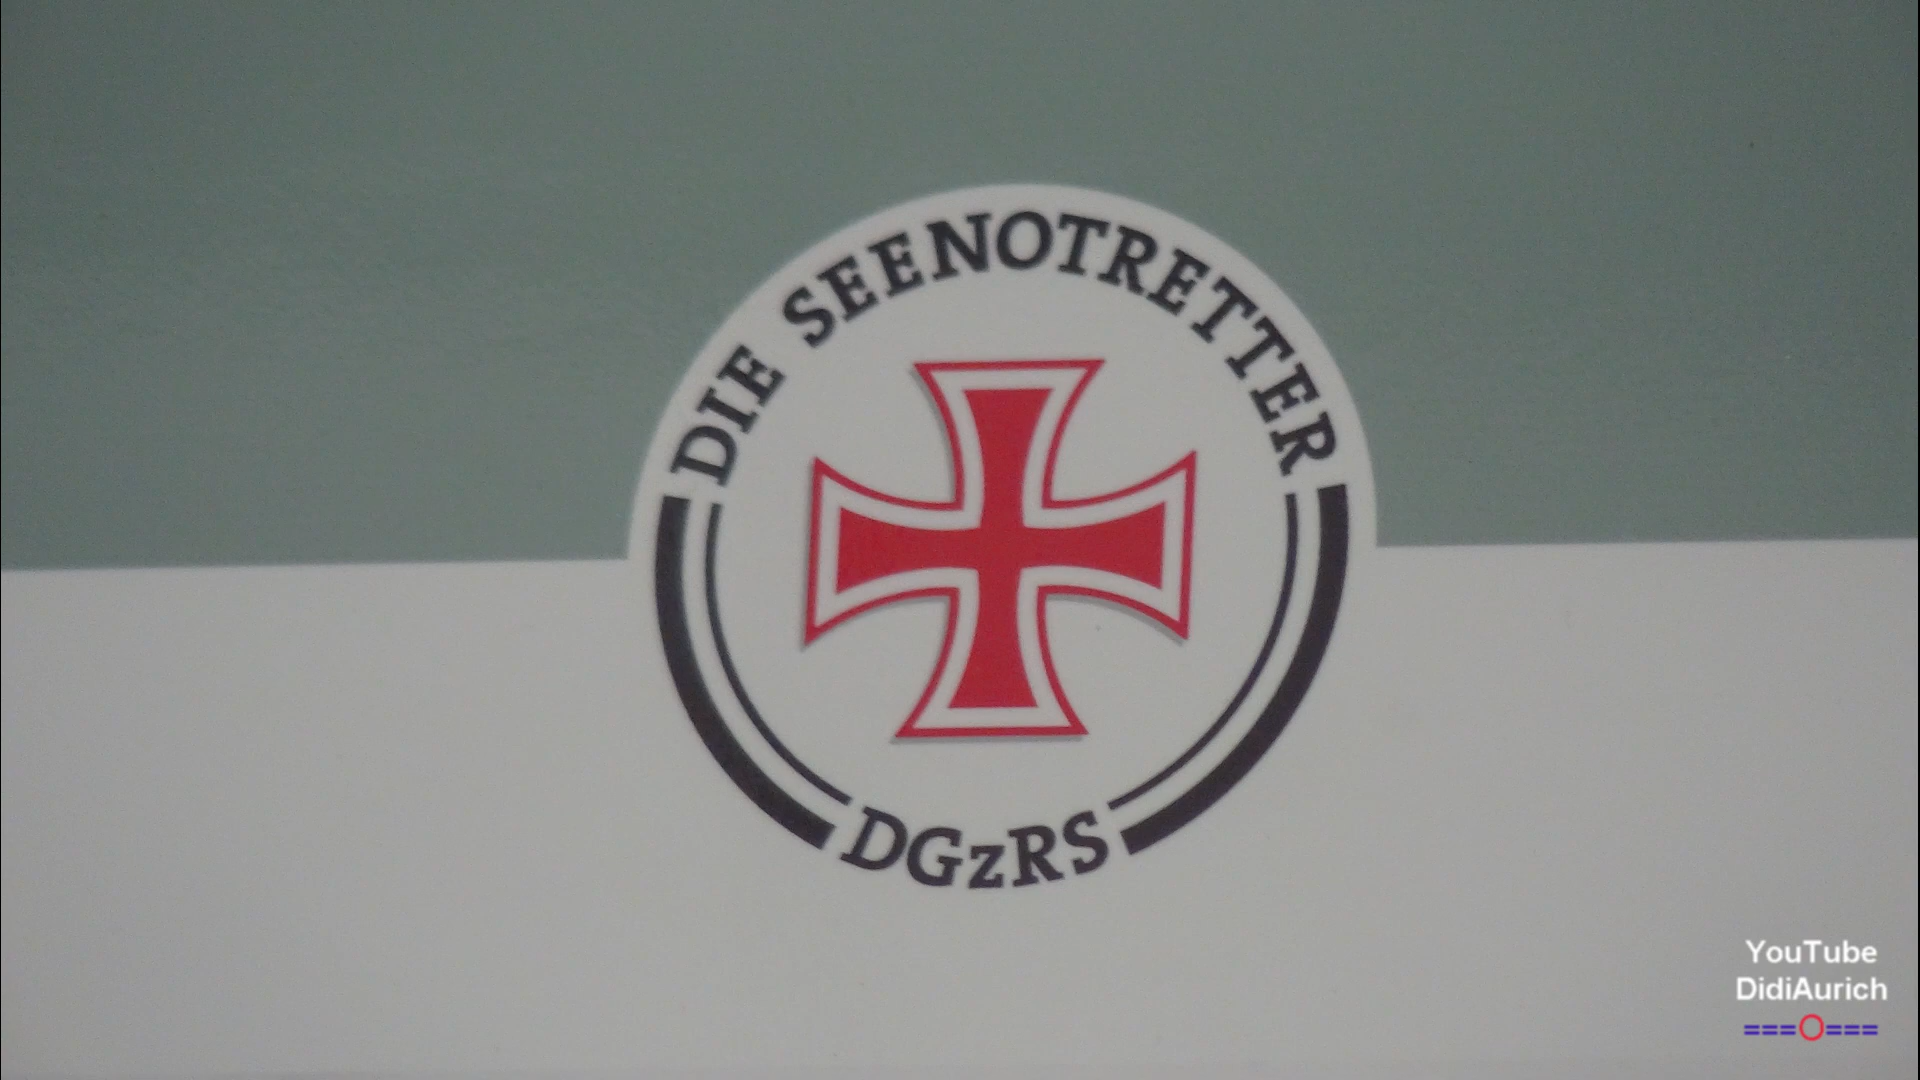 DIE SEENOTRETTER
DGzRS
YouTube
DidiAurich
===O===